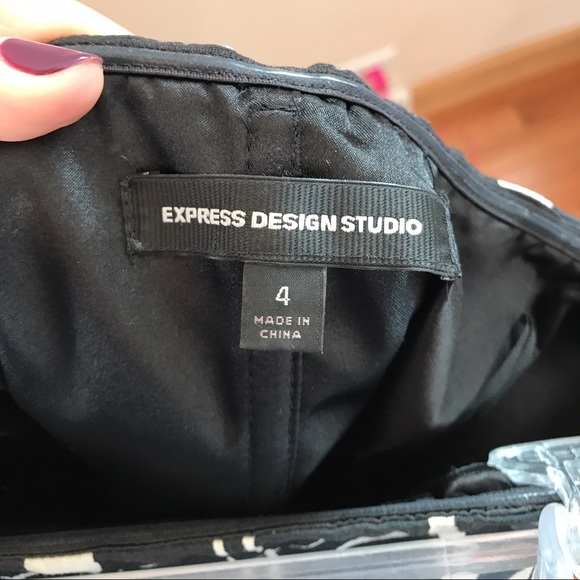 EXPRESS DESIGN STUDIO
4
MADE IN
CHINA